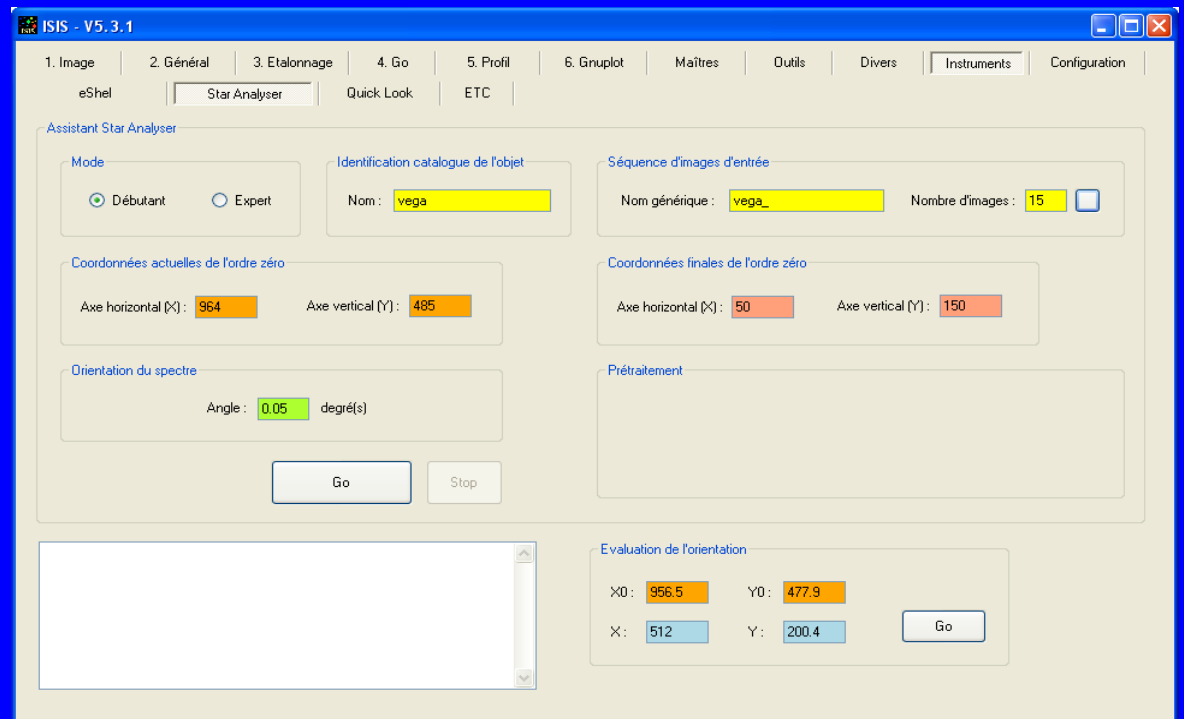 ISIS - V5.3.1
1. Image 2. Général 3. Etalonnage 4. Go 5. Profil 6. Gnuplot Maîtres Outils Divers Instruments Configuration
eShel Star Analyser Quick Look ETC
Assistant Star Analyser
Mode Identification catalogue de l'objet Séquence d'images d'entrée
Débutant Expert Nom : vega Nom générique : vega_ Nombre d'images : 15
Coordonnées actuelles de l'ordre zéro Coordonnées finales de l'ordre zéro
Axe horizontal (X) : 964 Axe vertical (Y) : 485 Axe horizontal (X) : 50 Axe vertical (Y) : 150
Orientation du spectre Prétraitement
Angle : 0.05 degré(s)
Go Stop
Evaluation de l'orientation
X0 : 956.5 Y0 : 477.9
X : 512 Y : 200.4 Go